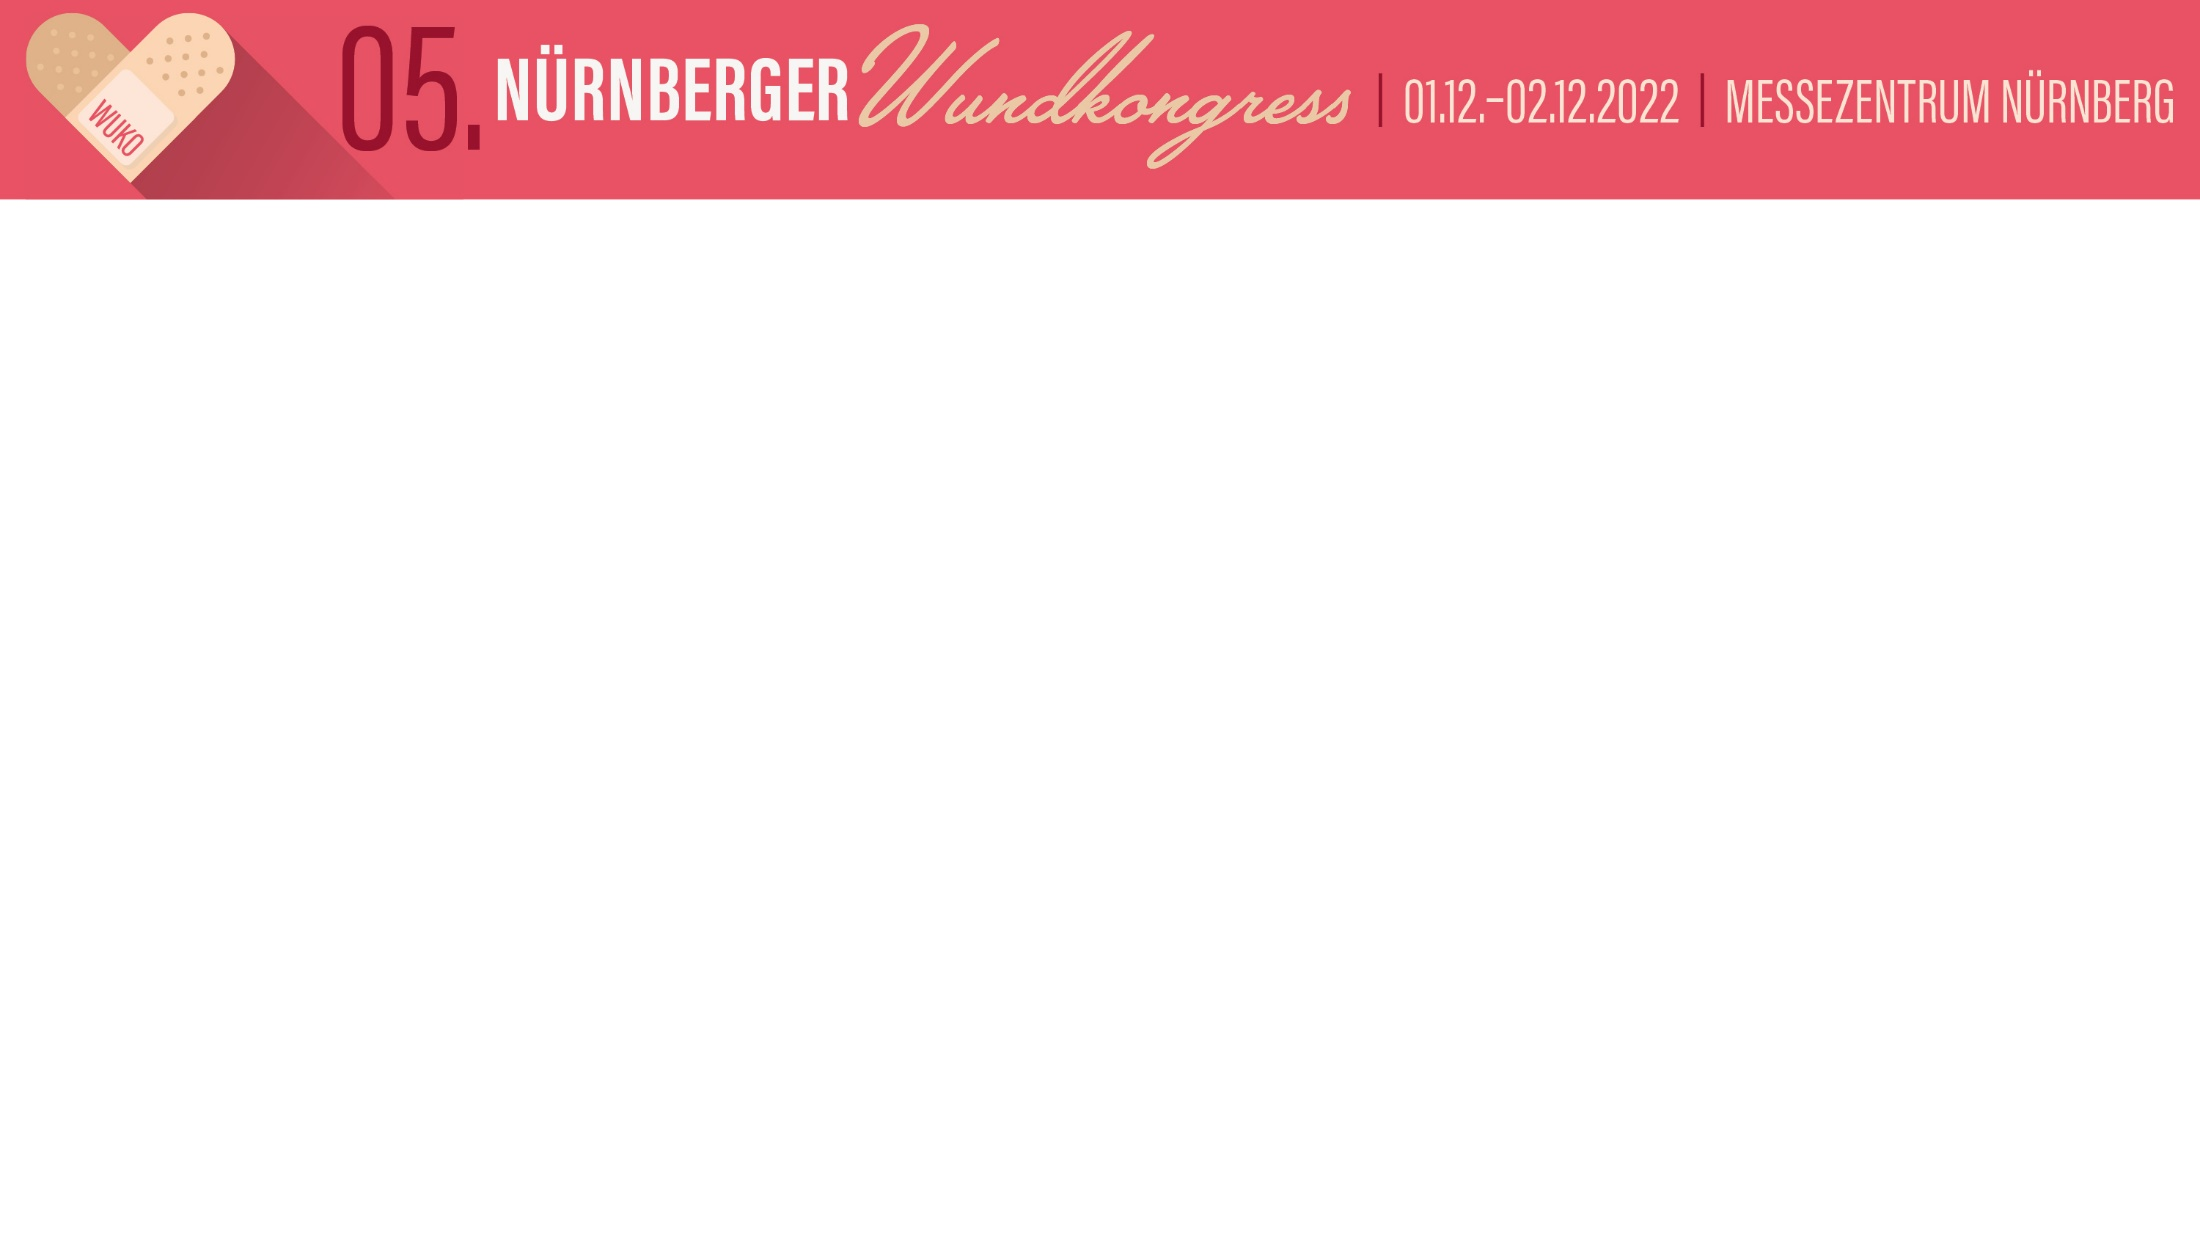 WUKO
05. NÜRNBERGER Wundkongress | 01.12.–02.12.2022 | MESSEZENTRUM NÜRNBERG